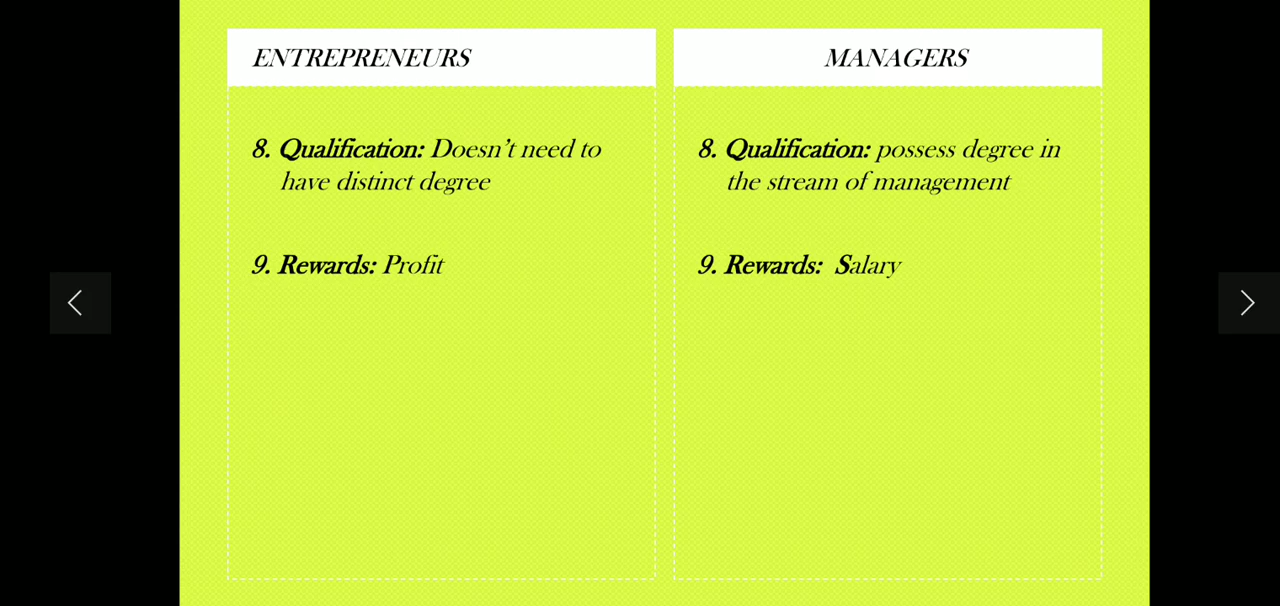 ENTREPRENEURS
8. Qualification: Doesn’t need to
have distinct degree
9. Rewards: Profit
MANAGERS
8. Qualification: possess degree in
the stream of management
9. Rewards: Salary